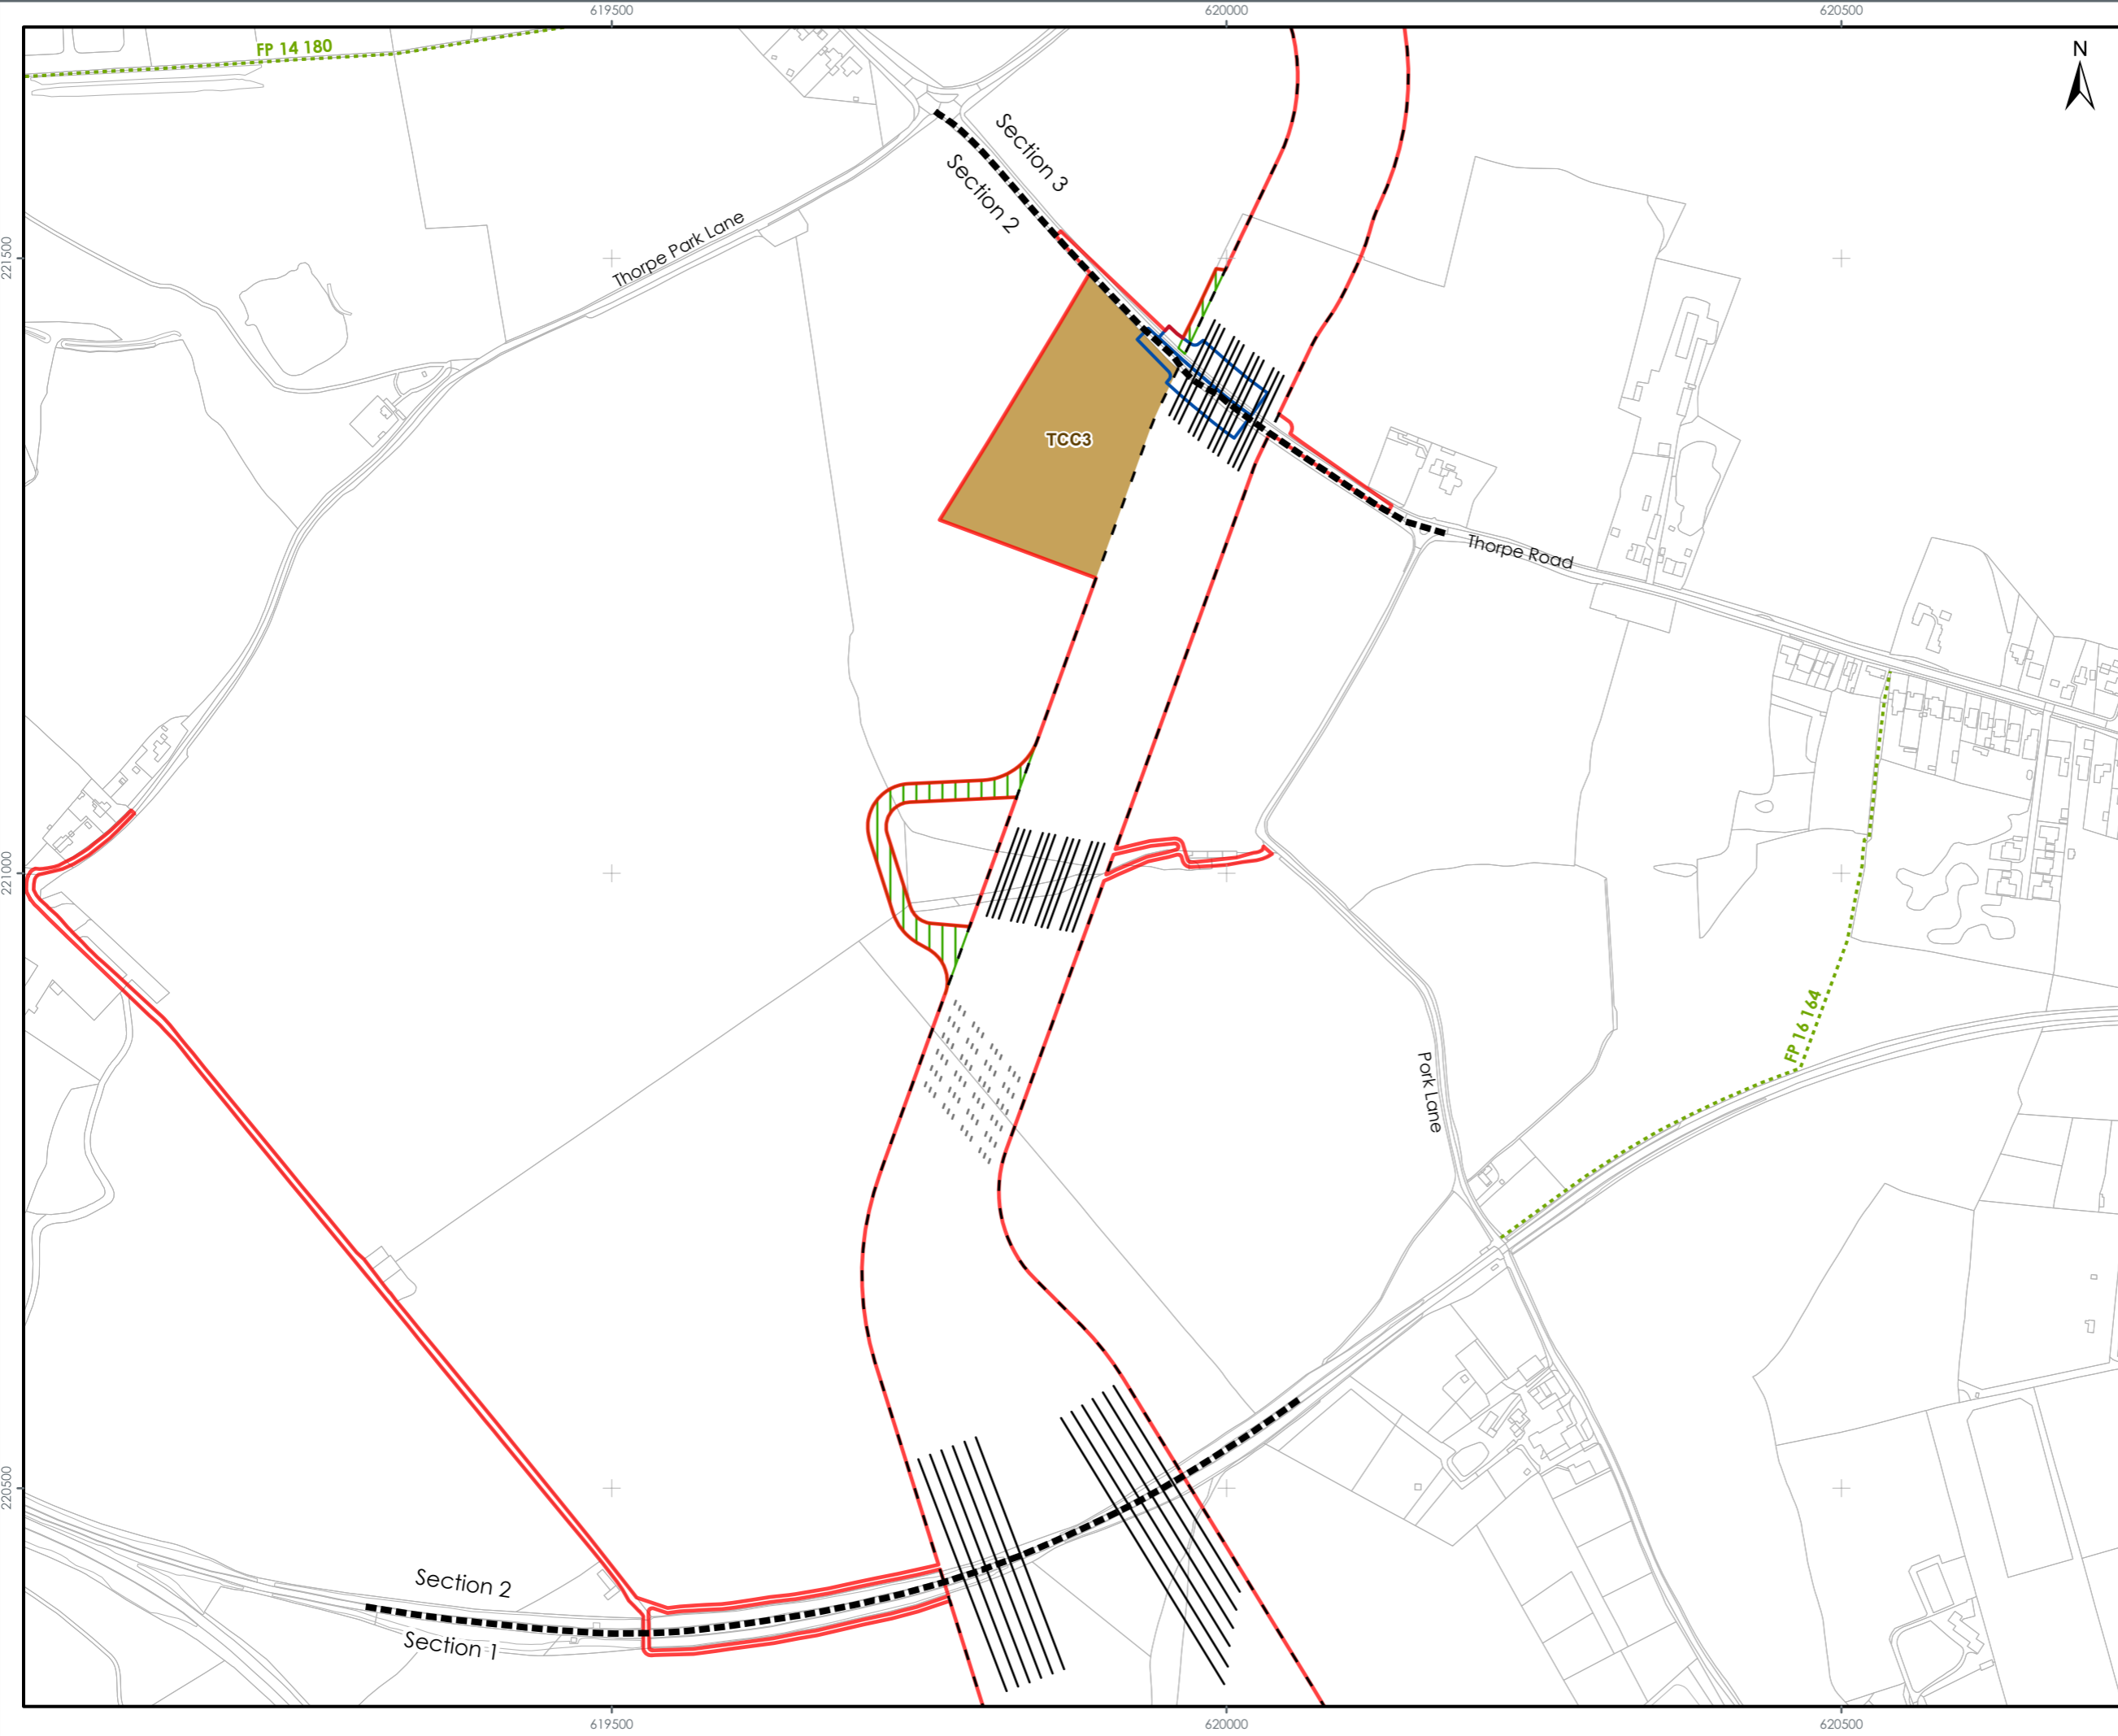 619500
620000
620500
FP 14 180
N
Section 3
Section 2
221500
Thorpe Park Lane
TCC3
Thorpe Road
221000
FP 16 164
Park Lane
220500
Section 2
Section 1
619500
620000
620500